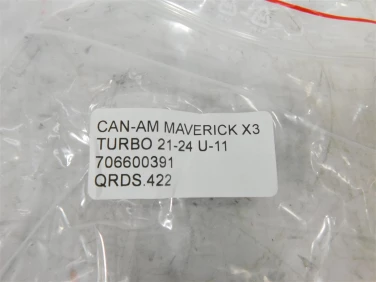 CAN-AM MAVERICK X3
TURBO 21-24 U-11
706600391
QRDS.422